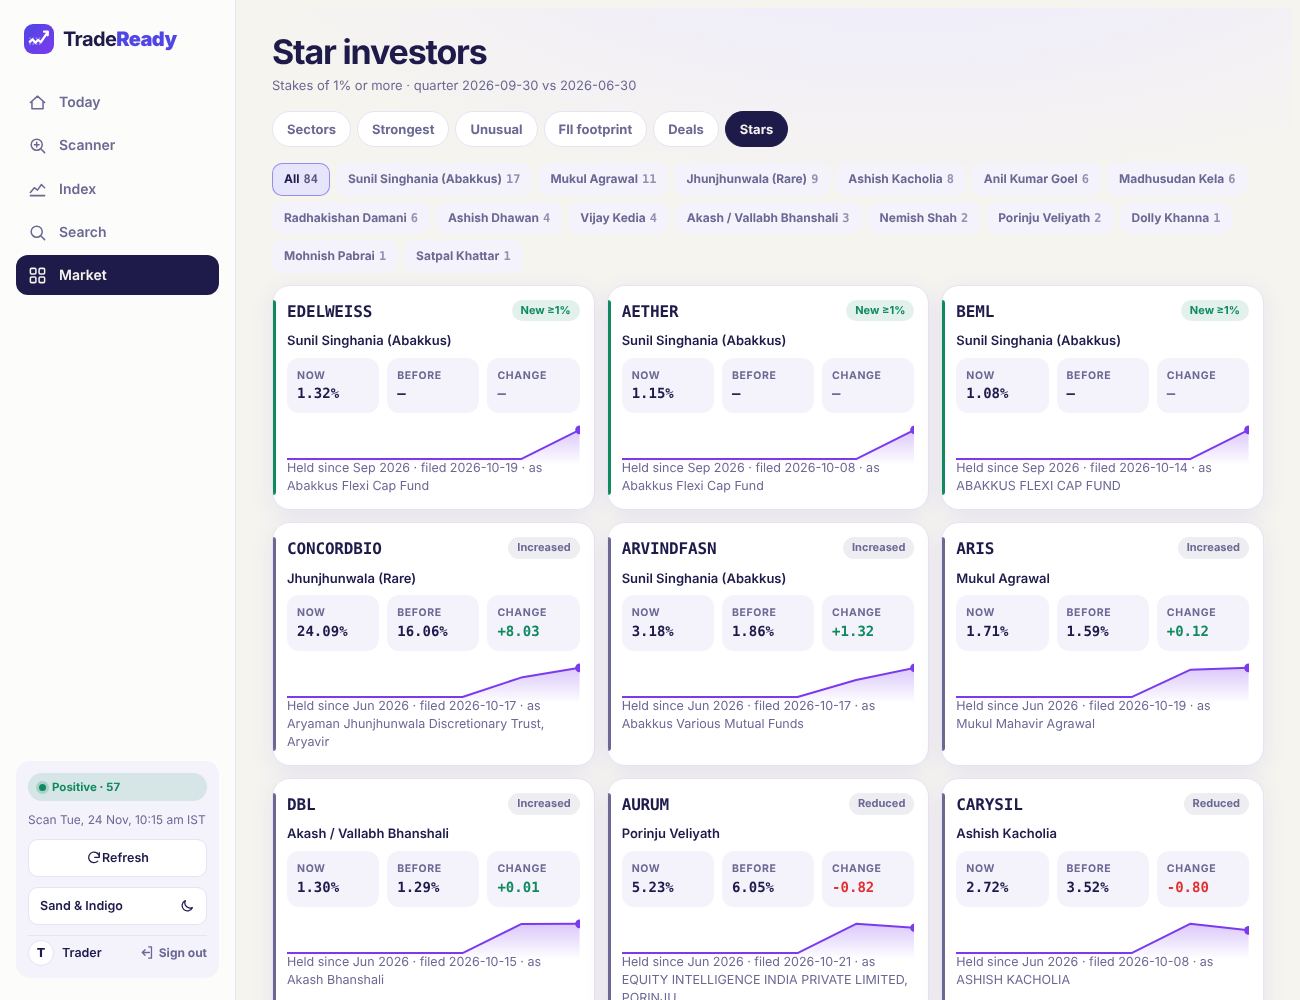 TradeReady
Today
Scanner
Index
Search
Market
Positive · 57
Scan Tue, 24 Nov, 10:15 am IST
Refresh
Sand & Indigo
T Trader Sign out
Star investors
Stakes of 1% or more · quarter 2026-09-30 vs 2026-06-30
Sectors Strongest Unusual FII footprint Deals Stars
All 84 Sunil Singhania (Abakkus) 17 Mukul Agrawal 11 Jhunjhunwala (Rare) 9 Ashish Kacholia 8 Anil Kumar Goel 6 Madhusudan Kela 6
Radhakishan Damani 6 Ashish Dhawan 4 Vijay Kedia 4 Akash / Vallabh Bhanshali 3 Nemish Shah 2 Porinju Veliyath 2 Dolly Khanna 1
Mohnish Pabrai 1 Satpal Khattar 1
EDELWEISS New ≥1%
Sunil Singhania (Abakkus)
NOW BEFORE CHANGE
1.32% — —
Held since Sep 2026 · filed 2026-10-19 · as
Abakkus Flexi Cap Fund
AETHER New ≥1%
Sunil Singhania (Abakkus)
NOW BEFORE CHANGE
1.15% — —
Held since Sep 2026 · filed 2026-10-08 · as
Abakkus Flexi Cap Fund
BEML New ≥1%
Sunil Singhania (Abakkus)
NOW BEFORE CHANGE
1.08% — —
Held since Sep 2026 · filed 2026-10-14 · as
ABAKKUS FLEXI CAP FUND
CONCORDBIO Increased
Jhunjhunwala (Rare)
NOW BEFORE CHANGE
24.09% 16.06% +8.03
Held since Jun 2026 · filed 2026-10-17 · as
Aryaman Jhunjhunwala Discretionary Trust,
Aryavir
ARVINDFASN Increased
Sunil Singhania (Abakkus)
NOW BEFORE CHANGE
3.18% 1.86% +1.32
Held since Jun 2026 · filed 2026-10-17 · as
Abakkus Various Mutual Funds
ARIS Increased
Mukul Agrawal
NOW BEFORE CHANGE
1.71% 1.59% +0.12
Held since Jun 2026 · filed 2026-10-19 · as
Mukul Mahavir Agrawal
DBL Increased
Akash / Vallabh Bhanshali
NOW BEFORE CHANGE
1.30% 1.29% +0.01
Held since Jun 2026 · filed 2026-10-15 · as
Akash Bhanshali
AURUM Reduced
Porinju Veliyath
NOW BEFORE CHANGE
5.23% 6.05% -0.82
Held since Jun 2026 · filed 2026-10-21 · as
EQUITY INTELLIGENCE INDIA PRIVATE LIMITED,
PORINJU
CARYSIL Reduced
Ashish Kacholia
NOW BEFORE CHANGE
2.72% 3.52% -0.80
Held since Jun 2026 · filed 2026-10-08 · as
ASHISH KACHOLIA